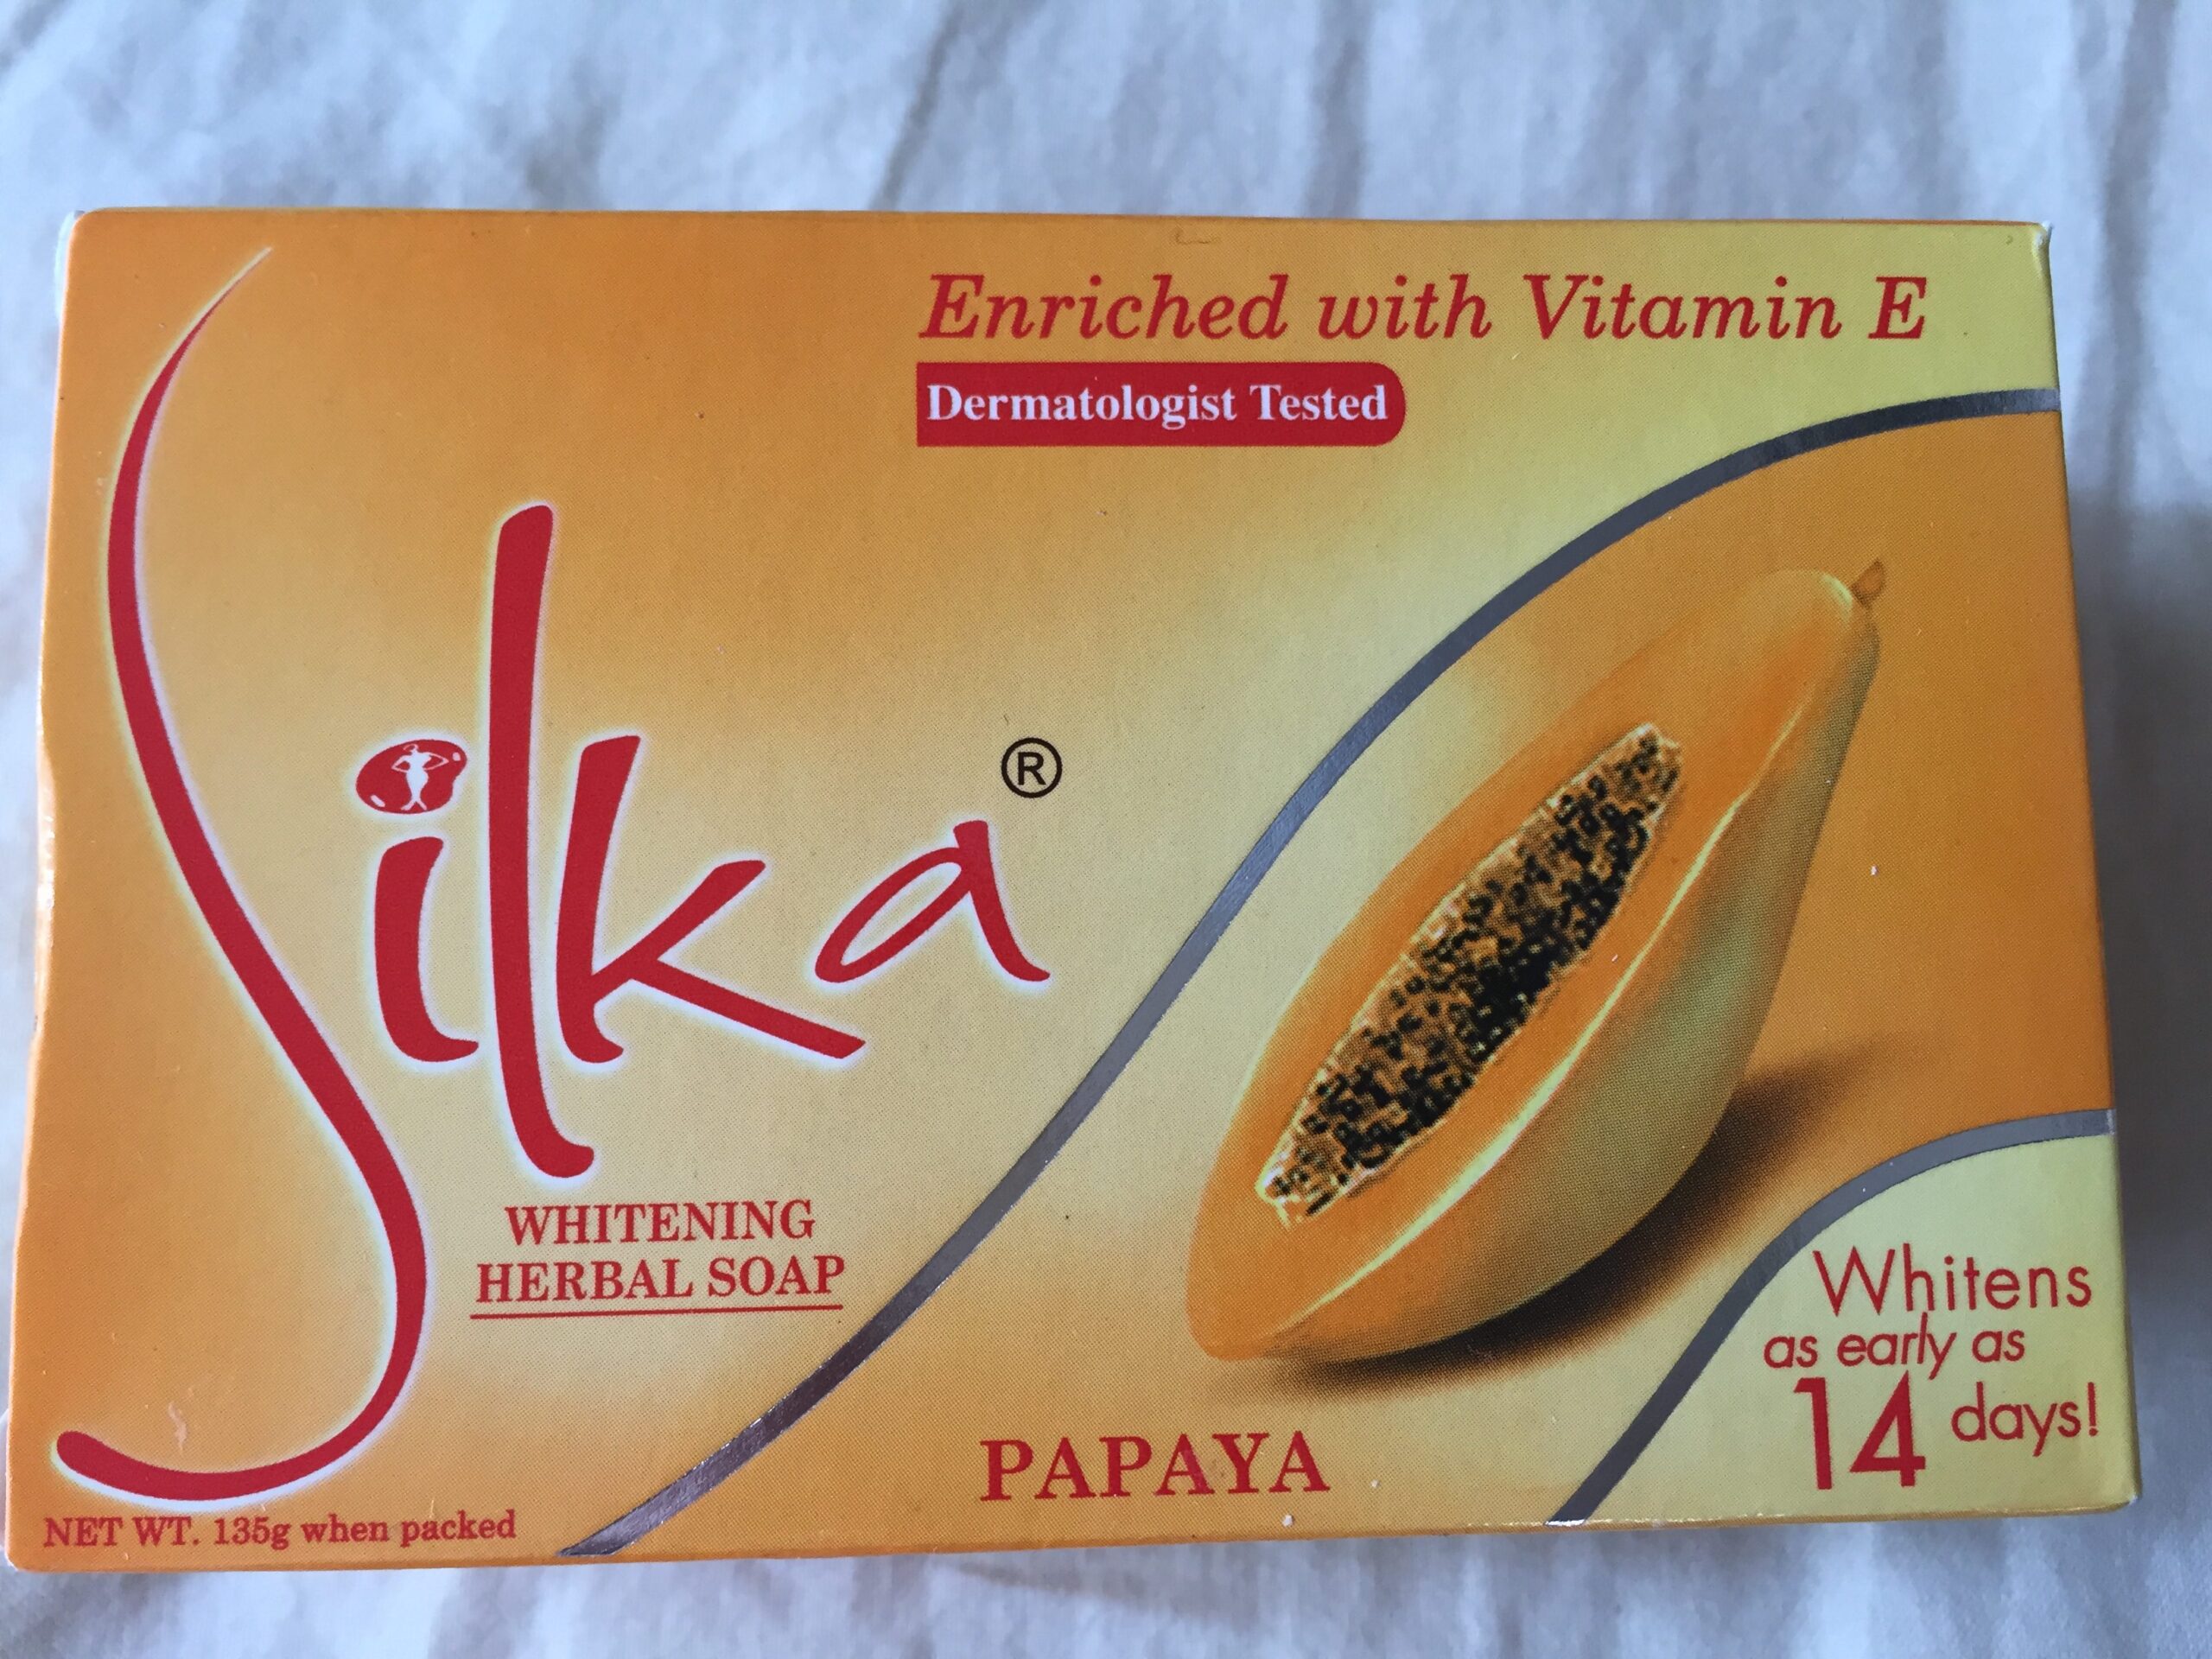 Enriched with Vitamin E
Dermatologist Tested
Silka®
WHITENING
HERBAL SOAP
PAPAYA
Whitens
as early as
14 days!
NET WT. 135g when packed